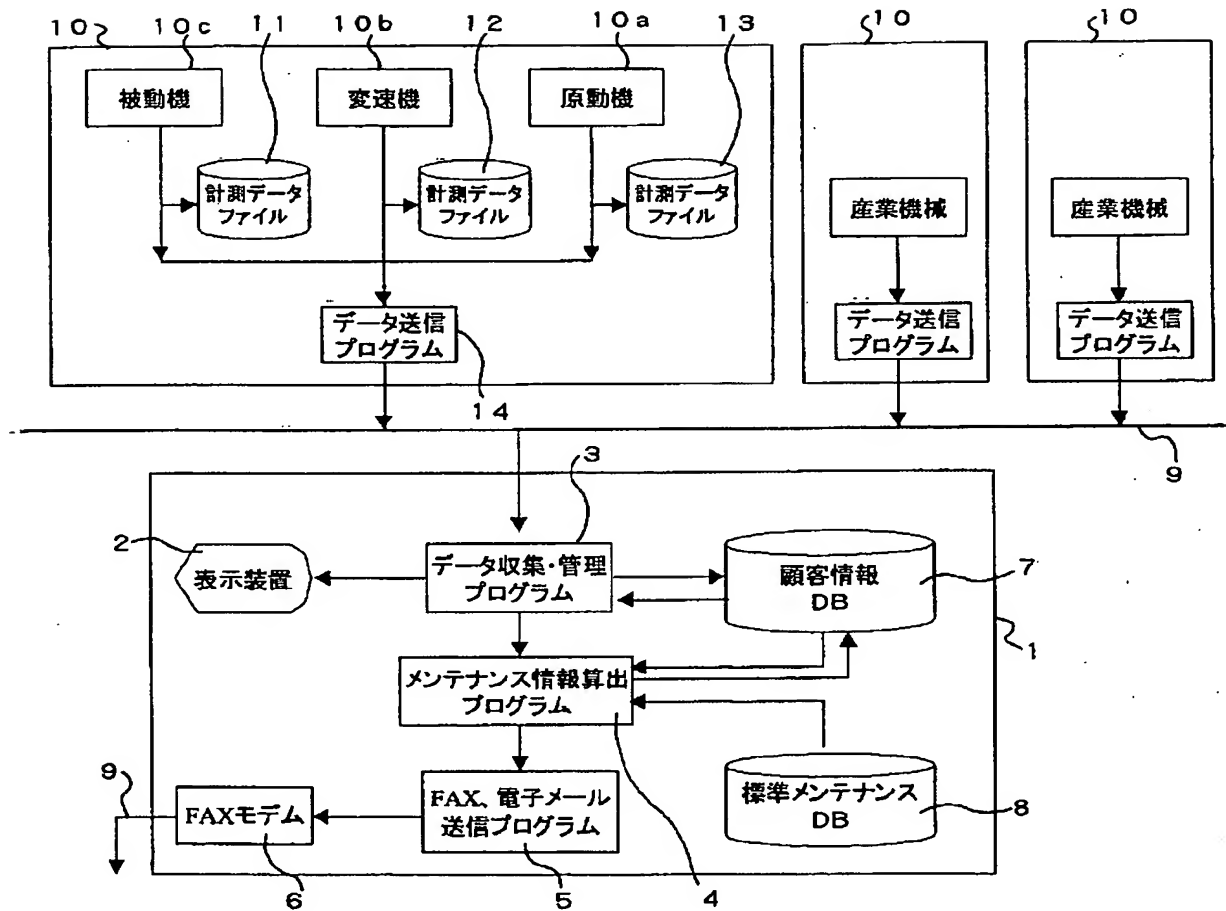 10
10c
11
10b
12
10a
13
10
10
被動機
変速機
原動機
計測データ
ファイル
計測データ
ファイル
計測データ
ファイル
産業機械
産業機械
データ送信
プログラム
14
データ送信
プログラム
データ送信
プログラム
9
3
2
表示装置
データ収集・管理
プログラム
顧客情報
DB
7
1
メンテナンス情報算出
プログラム
9
FAXモデム
FAX、電子メール
送信プログラム
標準メンテナンス
DB
8
6
5
4